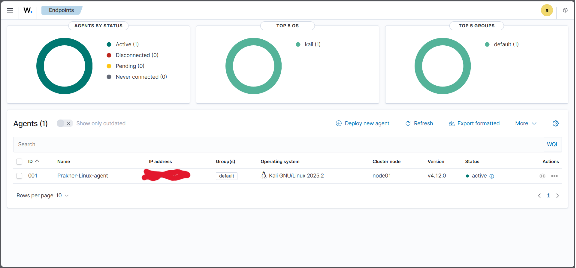 W. Endpoints a
AGENTS BY STATUS
Active (1)
Disconnected (0)
Pending (0)
Never connected (0)
TOP 5 OS
kali (1)
TOP 5 GROUPS
default (1)
Agents (1) Show only outdated Deploy new agent Refresh Export formatted More
Search WQL
ID Name IP address Group(s) Operating system Cluster node Version Status Actions
001 Linux-agent default Kali GNU/Linux 2025.2 node01 v4.12.0 active
Rows per page: 10 1